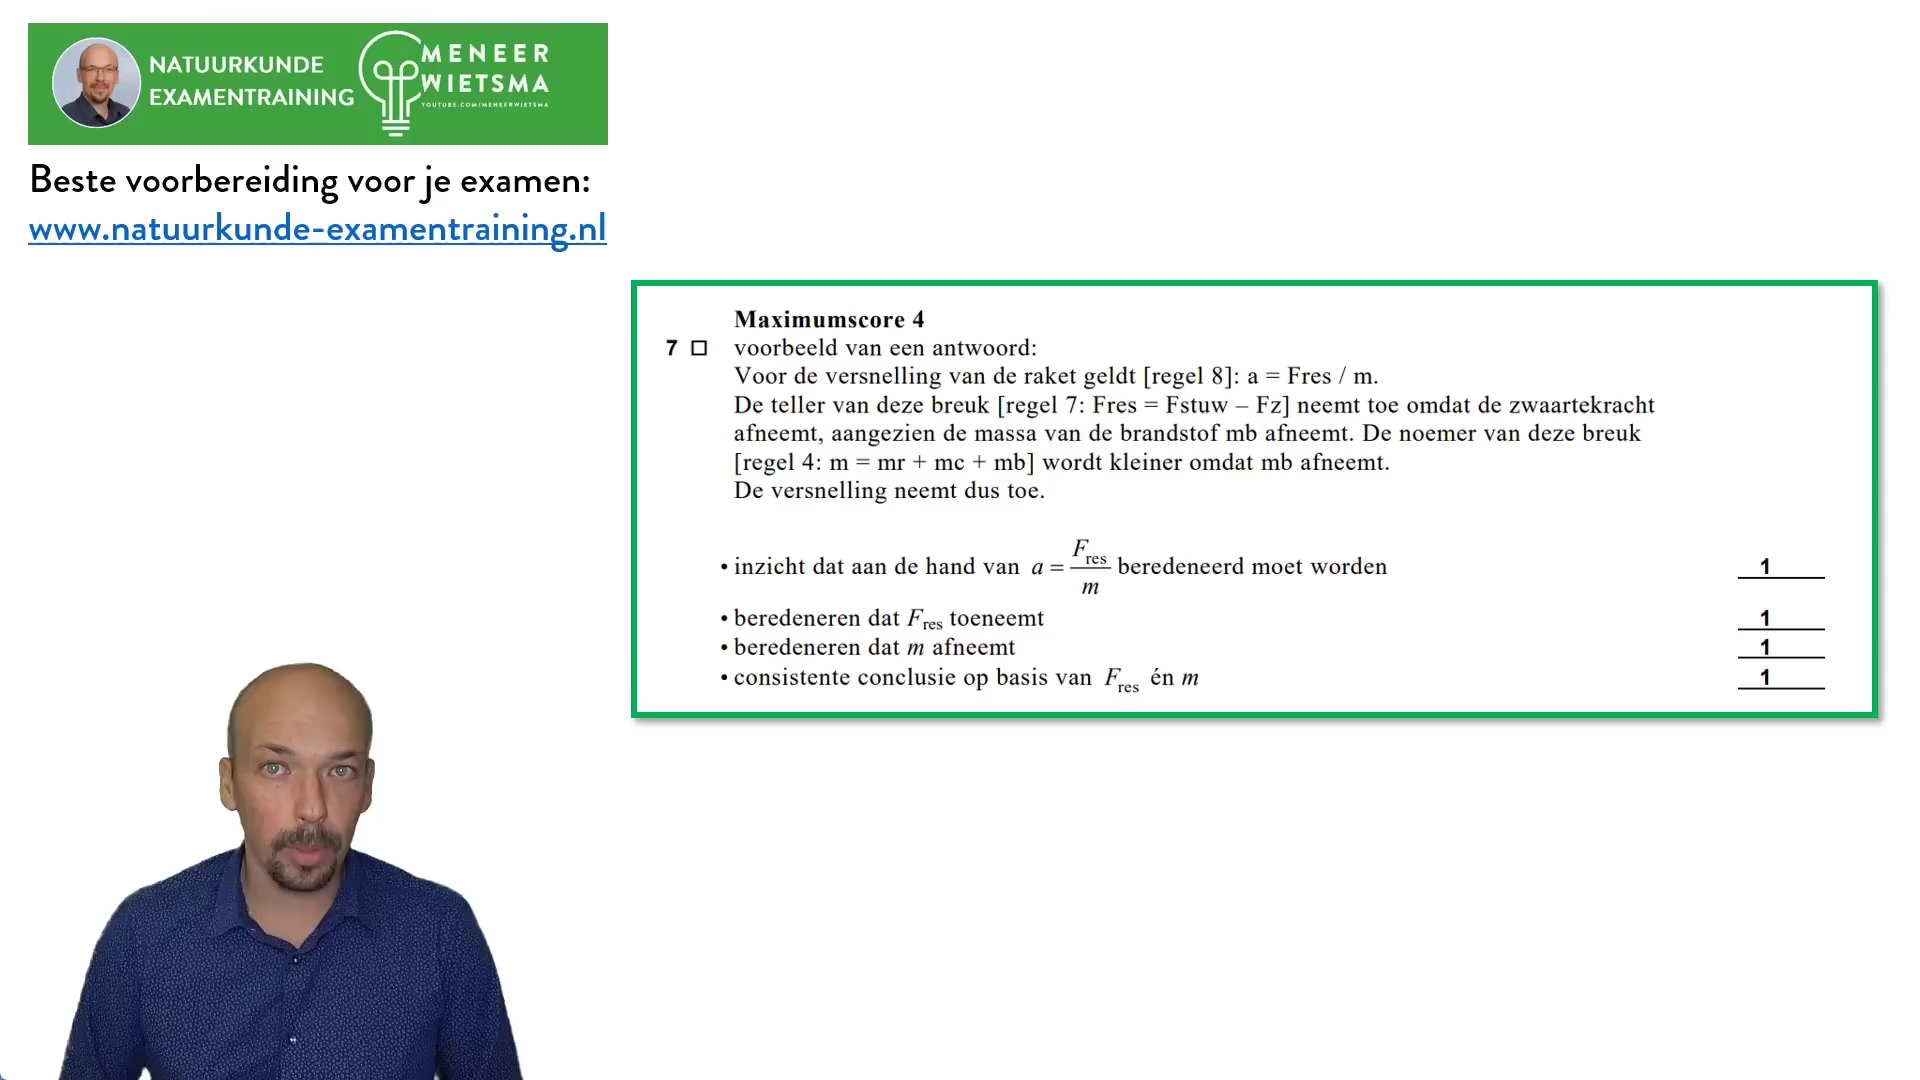 NATUURKUNDE
EXAMENTRAINING
MENEER
WIETSMA
YOUTUBE.COM/MENEERWIETSMA
Beste voorbereiding voor je examen:
www.natuurkunde-examentraining.nl
Maximumscore 4
7 □ voorbeeld van een antwoord:
Voor de versnelling van de raket geldt [regel 8]: a = Fres / m.
De teller van deze breuk [regel 7: Fres = Fstuw – Fz] neemt toe omdat de zwaartekracht
afneemt, aangezien de massa van de brandstof mb afneemt. De noemer van deze breuk
[regel 4: m = mr + mc + mb] wordt kleiner omdat mb afneemt.
De versnelling neemt dus toe.
• inzicht dat aan de hand van a = F_res / m beredeneerd moet worden 1
• beredeneren dat F_res toeneemt 1
• beredeneren dat m afneemt 1
• consistente conclusie op basis van F_res én m 1